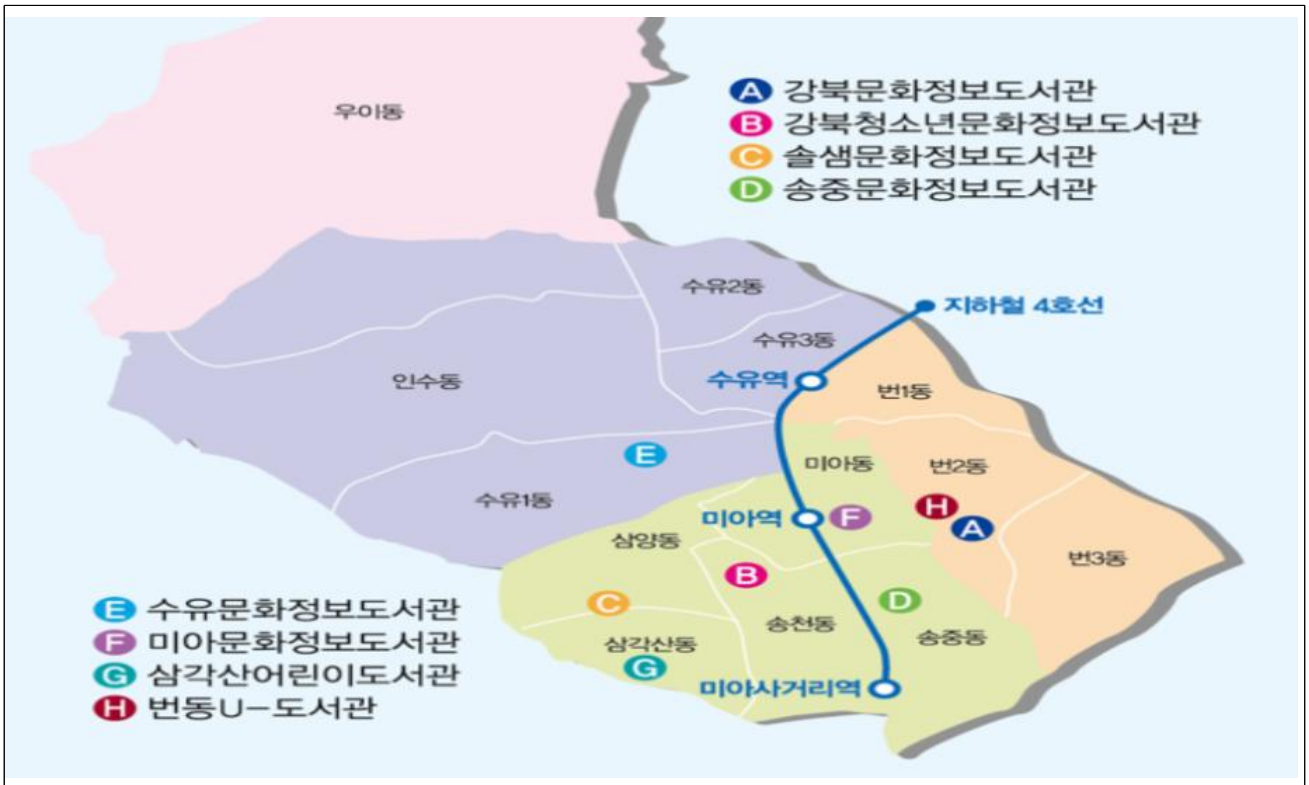 우이동
A 강북문화정보도서관
B 강북청소년문화정보도서관
C 솔샘문화정보도서관
D 송중문화정보도서관
수유2동
지하철 4호선
수유3동
인수동
수유역
번1동
E
미아동
번2동
수유1동
H
미아역
F
A
삼양동
번3동
B
C
D
송천동
삼각산동
송중동
G
미아사거리역
E 수유문화정보도서관
F 미아문화정보도서관
G 삼각산어린이도서관
H 번동U-도서관